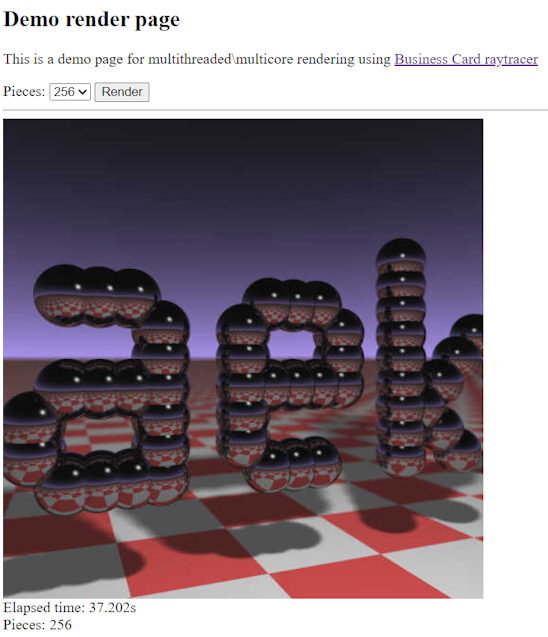 Demo render page
This is a demo page for multithreaded\multicore rendering using Business Card raytracer
Pieces: 256 Render
aek
Elapsed time: 37.202s
Pieces: 256